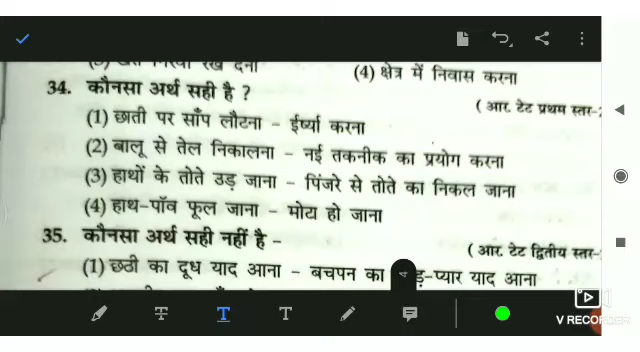 (4) क्षेत्र में निवास करना
34. कौनसा अर्थ सही है ?
( आर. टेट प्रथम स्तर-
(1) छाती पर साँप लौटना - ईर्ष्या करना
(2) बालू से तेल निकालना - नई तकनीक का प्रयोग करना
(3) हाथों के तोते उड़ जाना - पिंजरे से तोते का निकल जाना
(4) हाथ-पाँव फूल जाना - मोटा हो जाना
35. कौनसा अर्थ सही नहीं है -
( आर. टेट द्वितीय स्तर-
(1) छठी का दूध याद आना - बचपन का ड़-प्यार याद आना
4
T T T
V RECORDER